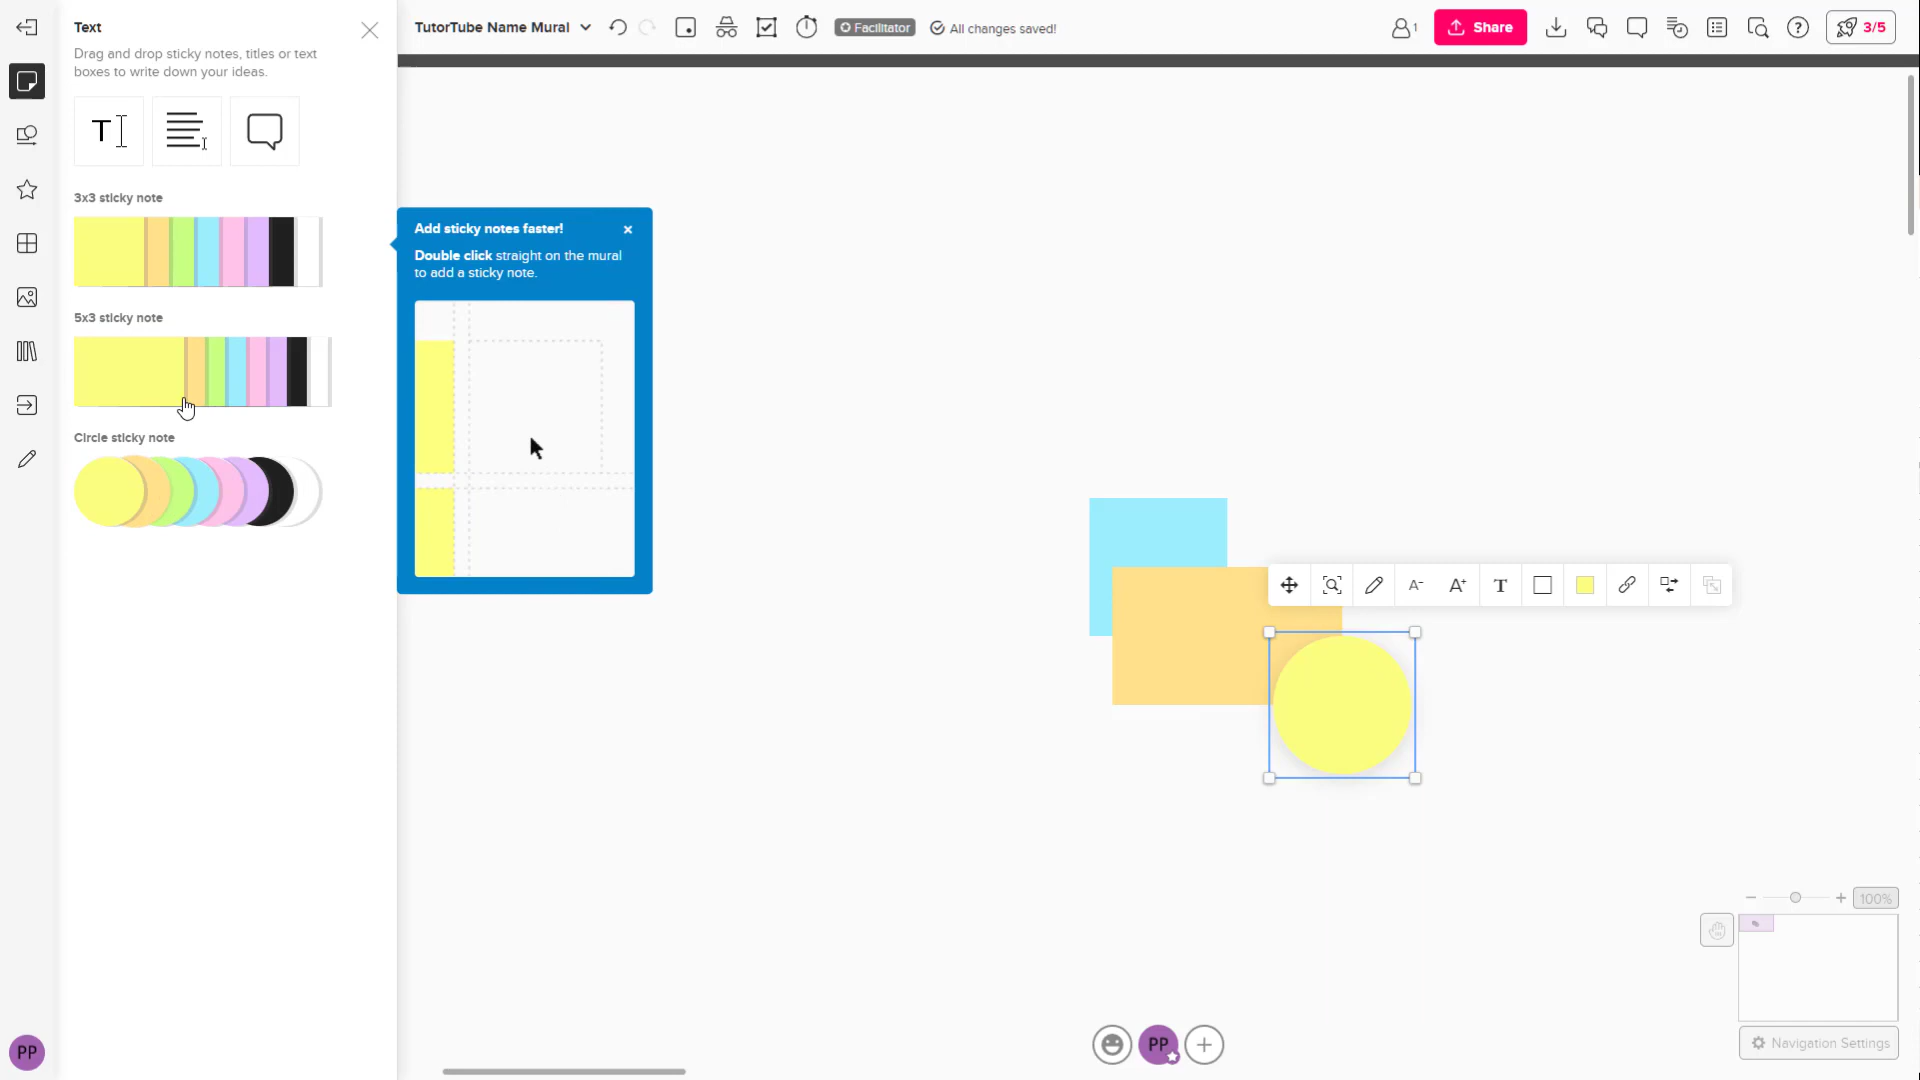 Text
Drag and drop sticky notes, titles or text
boxes to write down your ideas.
T
3x3 sticky note
5x3 sticky note
Circle sticky note
PP
TutorTube Name Mural
Facilitator
All changes saved!
1
Share
3/5
Add sticky notes faster!
Double click straight on the mural
to add a sticky note.
A-
A+
T
100%
Navigation Settings
PP